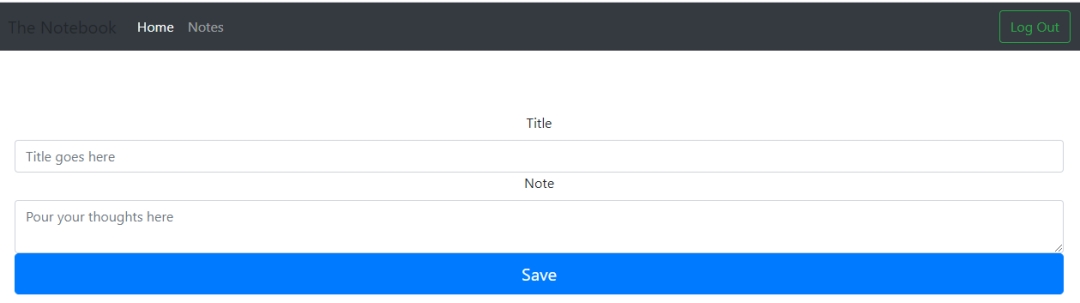 The Notebook Home Notes Log Out
Title
Title goes here
Note
Pour your thoughts here
Save